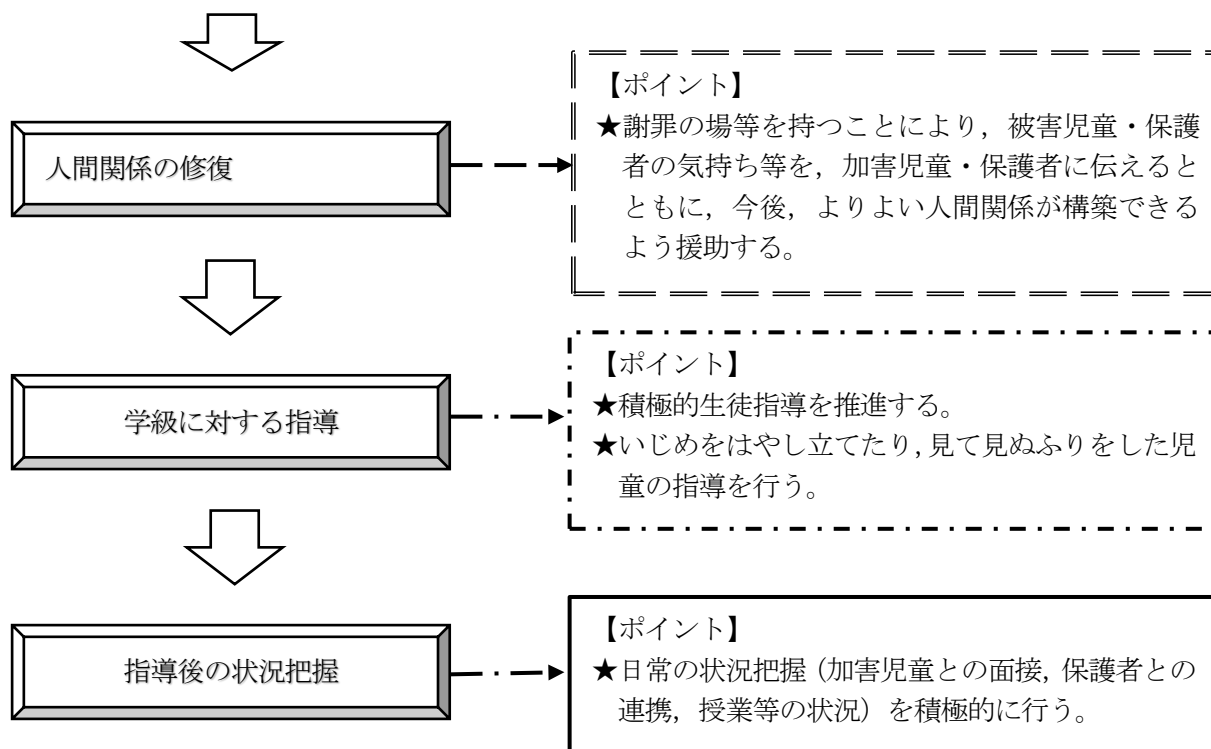 人間関係の修復
【ポイント】
★謝罪の場等を持つことにより，被害児童・保護
者の気持ち等を，加害児童・保護者に伝えると
ともに，今後，よりよい人間関係が構築できる
よう援助する。
学級に対する指導
【ポイント】
★積極的生徒指導を推進する。
★いじめをはやし立てたり，見て見ぬふりをした児
童の指導を行う。
指導後の状況把握
【ポイント】
★日常の状況把握（加害児童との面接，保護者との
連携，授業等の状況）を積極的に行う。